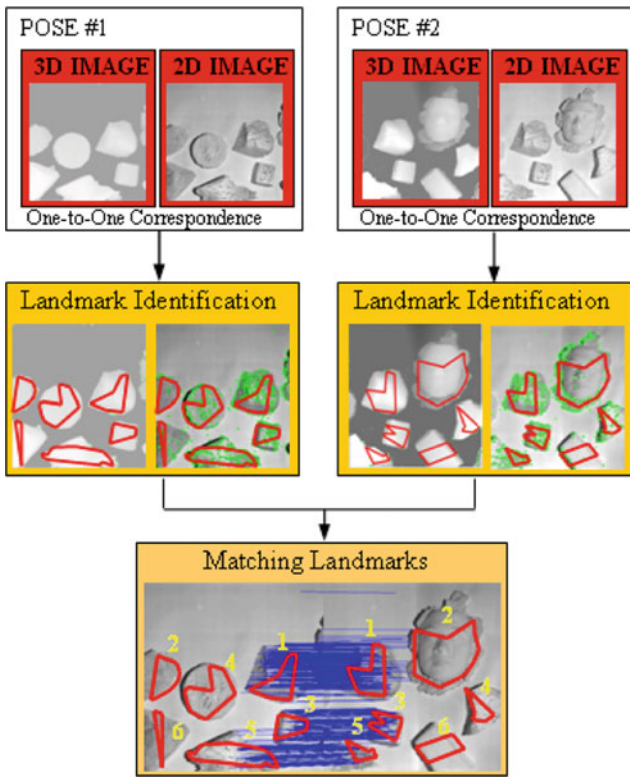 POSE #1
POSE #2
3D IMAGE
2D IMAGE
3D IMAGE
2D IMAGE
One-to-One Correspondence
One-to-One Correspondence
Landmark Identification
Landmark Identification
Matching Landmarks
2
4
1
1
2
3
3
4
6
5
5
6